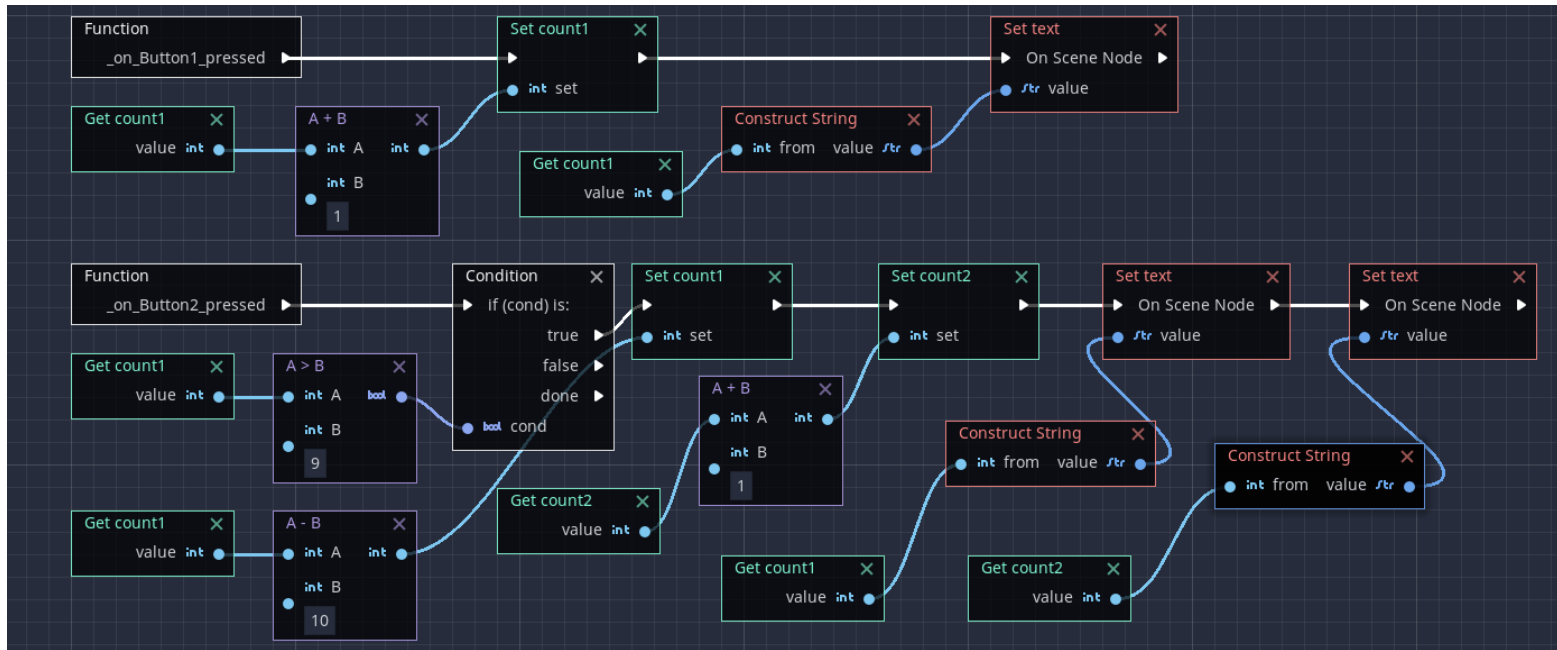 Function
_on_Button1_pressed
Set count1
int set
Set text
On Scene Node
Str value
Get count1
value int
A + B
int A int
int B
1
Get count1
value int
Construct String
int from value Str
Function
_on_Button2_pressed
Condition
if (cond) is:
true
false
done
bool cond
Set count1
int set
Set count2
int set
Set text
On Scene Node
Str value
Set text
On Scene Node
Str value
Get count1
value int
A > B
int A bool
int B
9
A + B
int A int
int B
1
Construct String
int from value Str
Construct String
int from value Str
Get count1
value int
A - B
int A int
int B
10
Get count2
value int
Get count1
value int
Get count2
value int